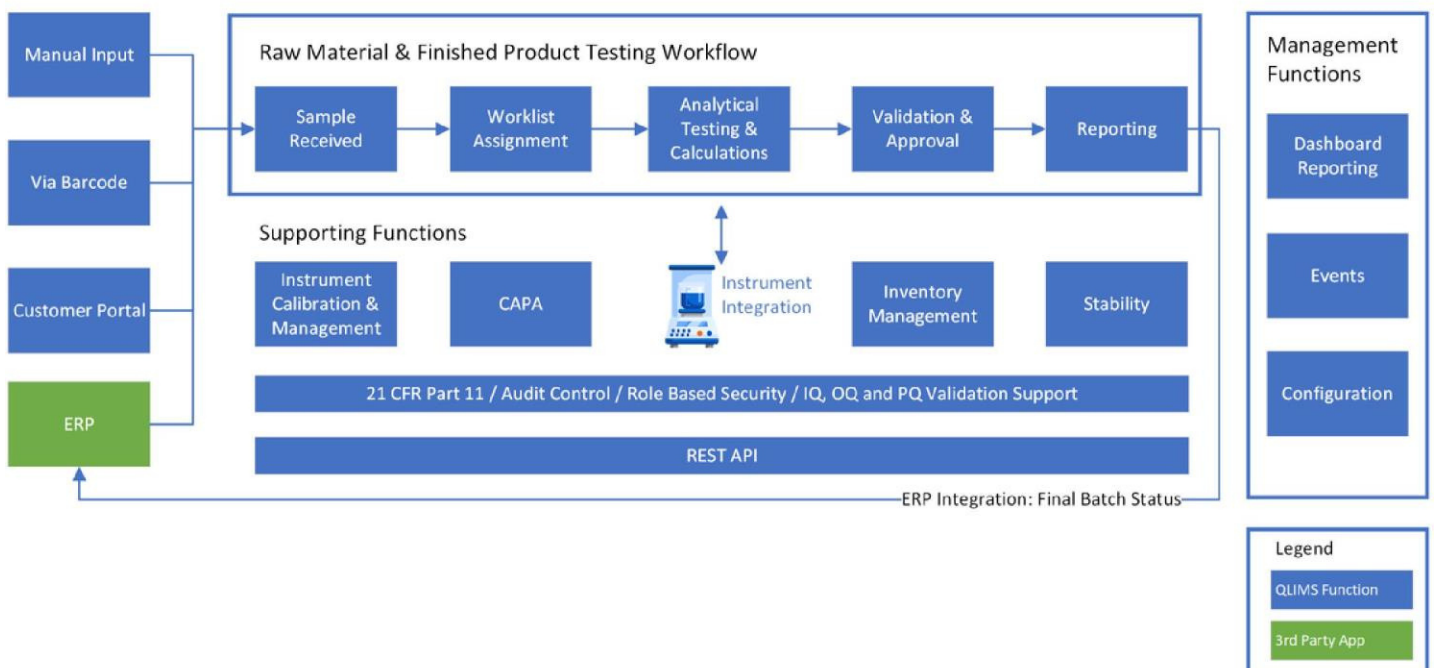 Manual Input
Via Barcode
Customer Portal
ERP
Raw Material & Finished Product Testing Workflow
Sample
Received
Worklist
Assignment
Analytical
Testing &
Calculations
Validation &
Approval
Reporting
Supporting Functions
Instrument
Calibration &
Management
CAPA
Instrument
Integration
Inventory
Management
Stability
21 CFR Part 11 / Audit Control / Role Based Security / IQ, OQ and PQ Validation Support
REST API
ERP Integration: Final Batch Status
Management
Functions
Dashboard
Reporting
Events
Configuration
Legend
QLIMS Function
3rd Party App